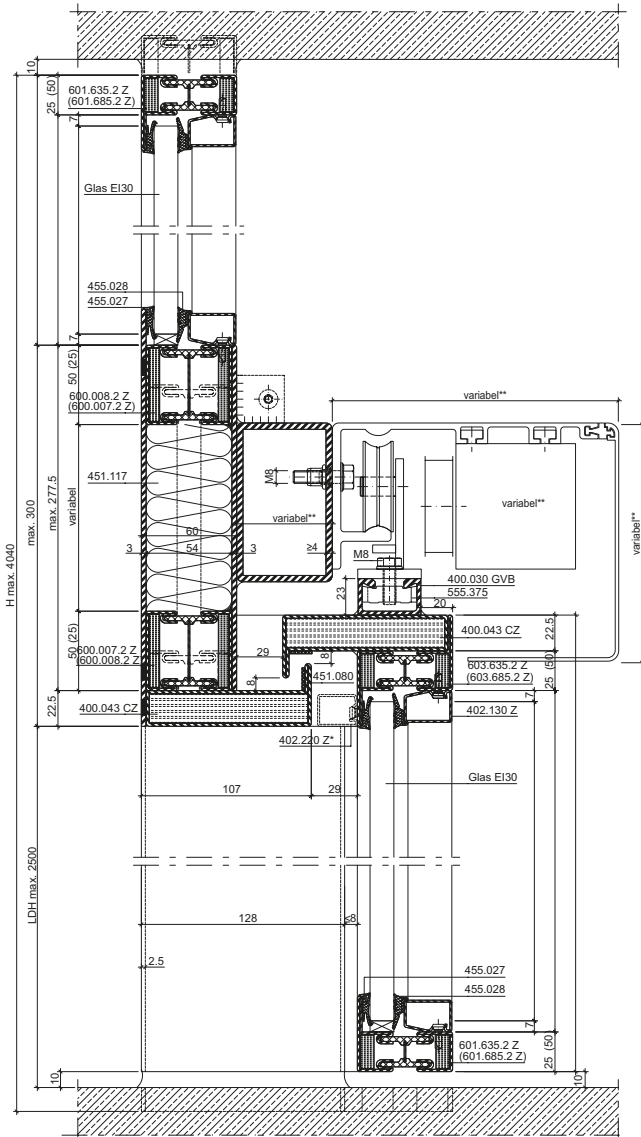 10
25 (50)
601.635.2 Z
(601.685.2 Z)
7
Glas EI30
455.028
455.027
7
50 (25)
600.008.2 Z
(600.007.2 Z)
variabel**
451.117
M8
variabel**
variabel**
H max. 4040
max. 300
max. 277.5
variabel
60
variabel**
3
54
3
≥4
M8
400.030 GVB
23
555.375
20
400.043 CZ
22.5
50 (25)
600.007.2 Z
(600.008.2 Z)
29
8
451.080
8
603.635.2 Z
(603.685.2 Z)
25 (50)
22.5
400.043 CZ
7
402.130 Z
402.220 Z*
Glas EI30
107
29
LDH max. 2500
128
≤8
2.5
455.027
455.028
7
601.635.2 Z
(601.685.2 Z)
25 (50)
10
10